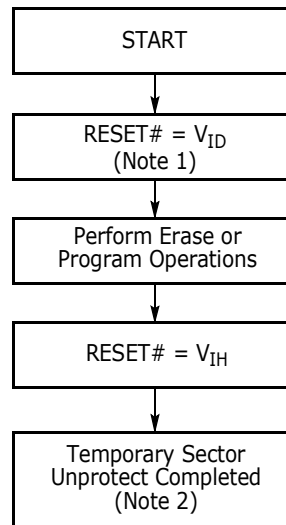 START
RESET# = VID
(Note 1)
Perform Erase or
Program Operations
RESET# = VIH
Temporary Sector
Unprotect Completed
(Note 2)